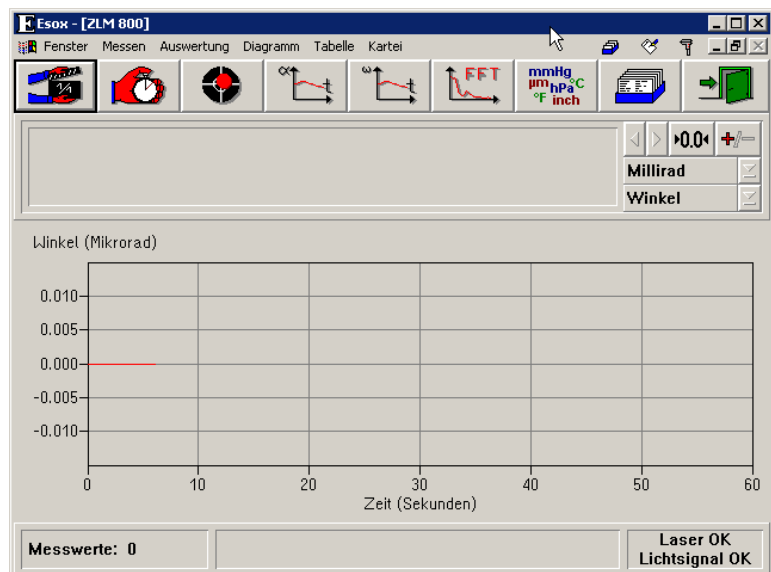 Esox - [ZLM 800]
Fenster Messen Auswertung Diagramm Tabelle Kartei
1/1
α t
ω t
FFT
mmHg
µm hPa °C
°F inch
0.0 +/−
Millirad
Winkel
Winkel (Mikrorad)
0.010
0.005
0.000
-0.005
-0.010
0 10 20 30 40 50 60
Zeit (Sekunden)
Messwerte: 0
Laser OK
Lichtsignal OK